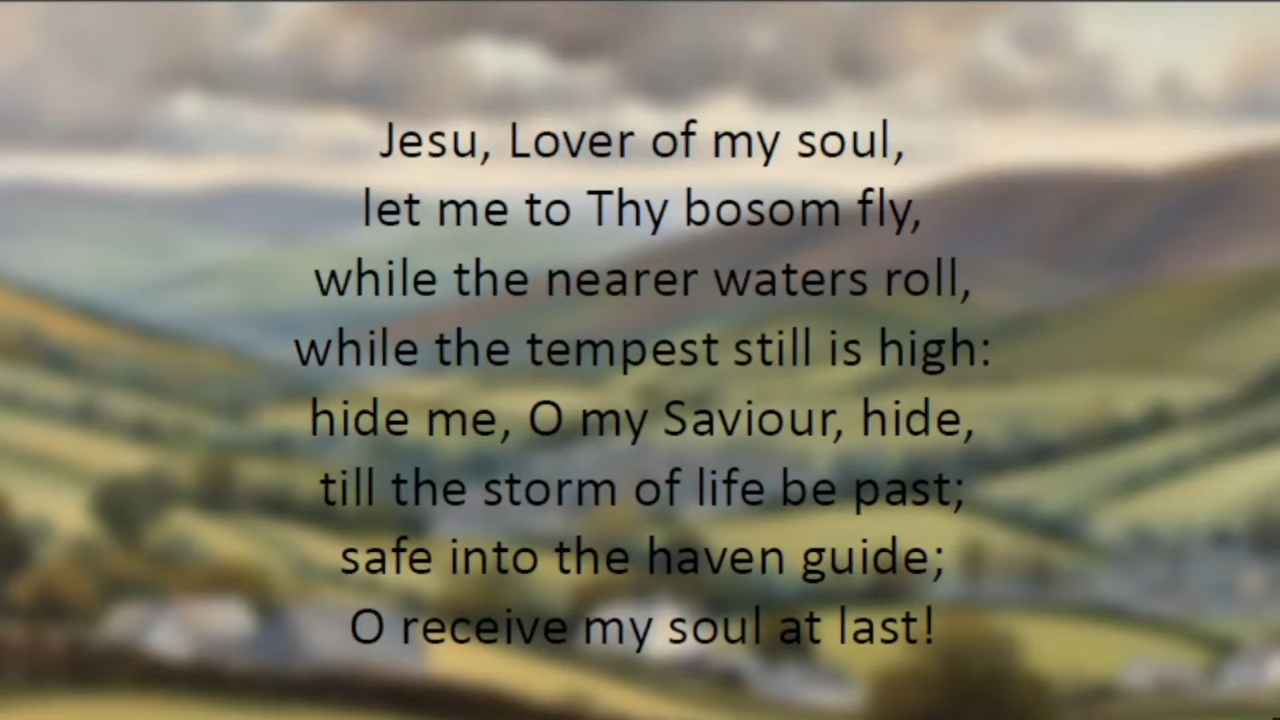 Jesu, Lover of my soul,
let me to Thy bosom fly,
while the nearer waters roll,
while the tempest still is high:
hide me, O my Saviour, hide,
till the storm of life be past;
safe into the haven guide;
O receive my soul at last!